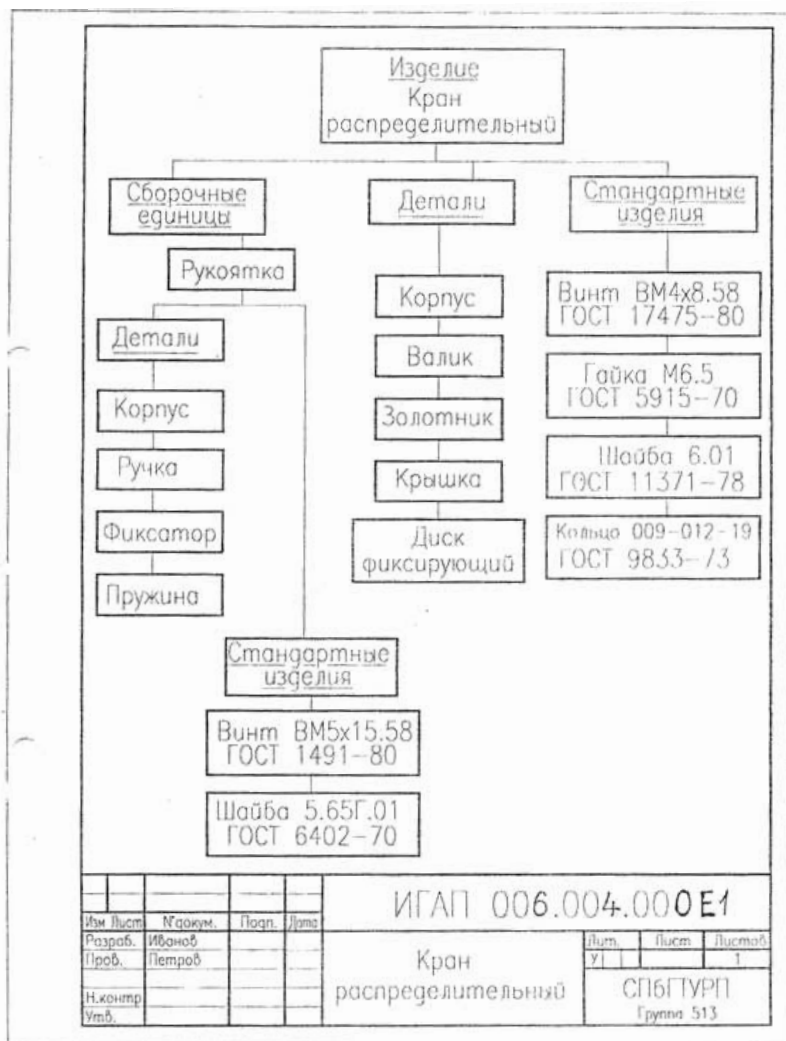 Изделие
Кран
распределительный
Сборочные
единицы
Рукоятка
Детали
Корпус
Ручка
Фиксатор
Пружина
Стандартные
изделия
Винт ВМ5х15.58
ГОСТ 1491-80
Шайба 5.65Г.01
ГОСТ 6402-70
Детали
Корпус
Валик
Золотник
Крышка
Диск
фиксирующий
Стандартные
изделия
Винт ВМ4х8.58
ГОСТ 17475-80
Гайка М6.5
ГОСТ 5915-70
Шайба 6.01
ГОСТ 11371-78
Кольцо 009-012-19
ГОСТ 9833-73
ИГАП 006.004.000Е1
Изм Лист N°докум. Подп. Дата
Разраб. Иванов
Пров. Петров
Н.контр
Утв.
Кран
распределительный
Лит. Лист Листов
У 1
СПбГТУРП
Группа 513